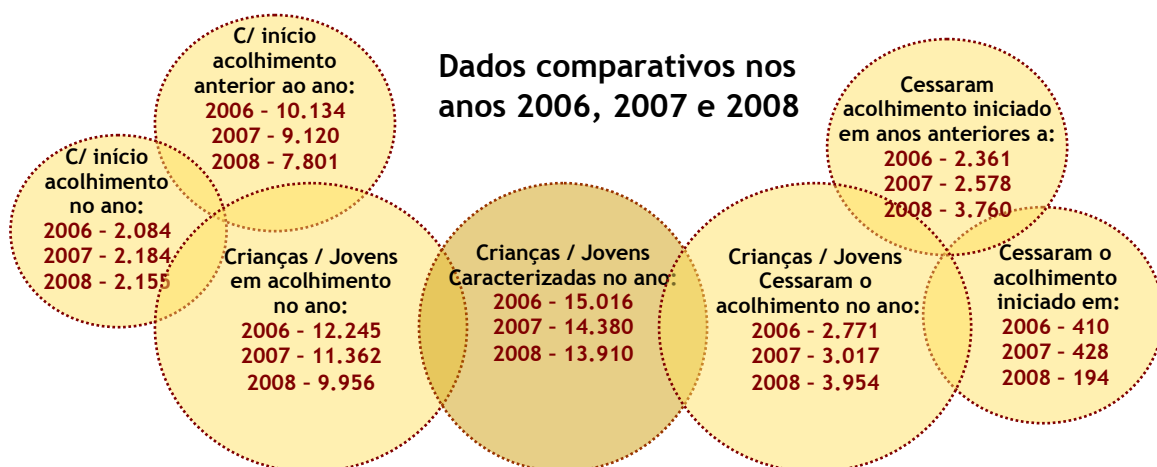 C/ início
acolhimento
anterior ao ano:
2006 – 10.134
2007 – 9.120
2008 – 7.801
Dados comparativos nos
anos 2006, 2007 e 2008
Cessaram
acolhimento iniciado
em anos anteriores a:
2006 – 2.361
2007 – 2.578
2008 – 3.760
C/ início
acolhimento
no ano:
2006 – 2.084
2007 – 2.184
2008 – 2.155
Crianças / Jovens
em acolhimento
no ano:
2006 – 12.245
2007 – 11.362
2008 – 9.956
Crianças / Jovens
Caracterizadas no ano:
2006 – 15.016
2007 – 14.380
2008 – 13.910
Crianças / Jovens
Cessaram o
acolhimento no ano:
2006 – 2.771
2007 – 3.017
2008 – 3.954
Cessaram o
acolhimento
iniciado em:
2006 – 410
2007 – 428
2008 – 194